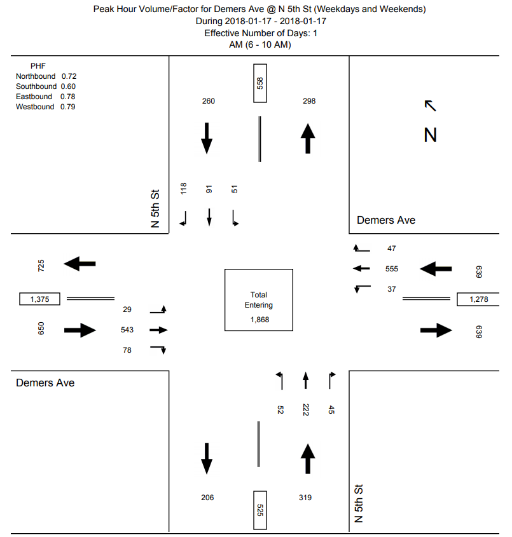 Peak Hour Volume/Factor for Demers Ave @ N 5th St (Weekdays and Weekends)
During 2018-01-17 - 2018-01-17
Effective Number of Days: 1
AM (6 - 10 AM)
PHF
Northbound 0.72
Southbound 0.60
Eastbound 0.78
Westbound 0.79
558
260
298
N
118
91
51
N 5th St
Demers Ave
47
725
555
639
37
1,375
Total
Entering
1,868
1,278
29
650
543
639
78
Demers Ave
52
222
45
206
319
N 5th St
525